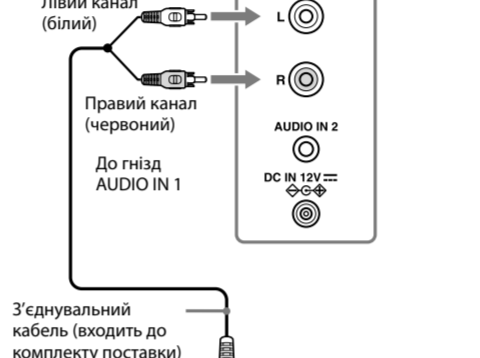 Лівий канал
(білий)
L
R
Правий канал
(червоний)
AUDIO IN 2
До гнізд
AUDIO IN 1
DC IN 12V
З’єднувальний
кабель (входить до
комплекту поставки)